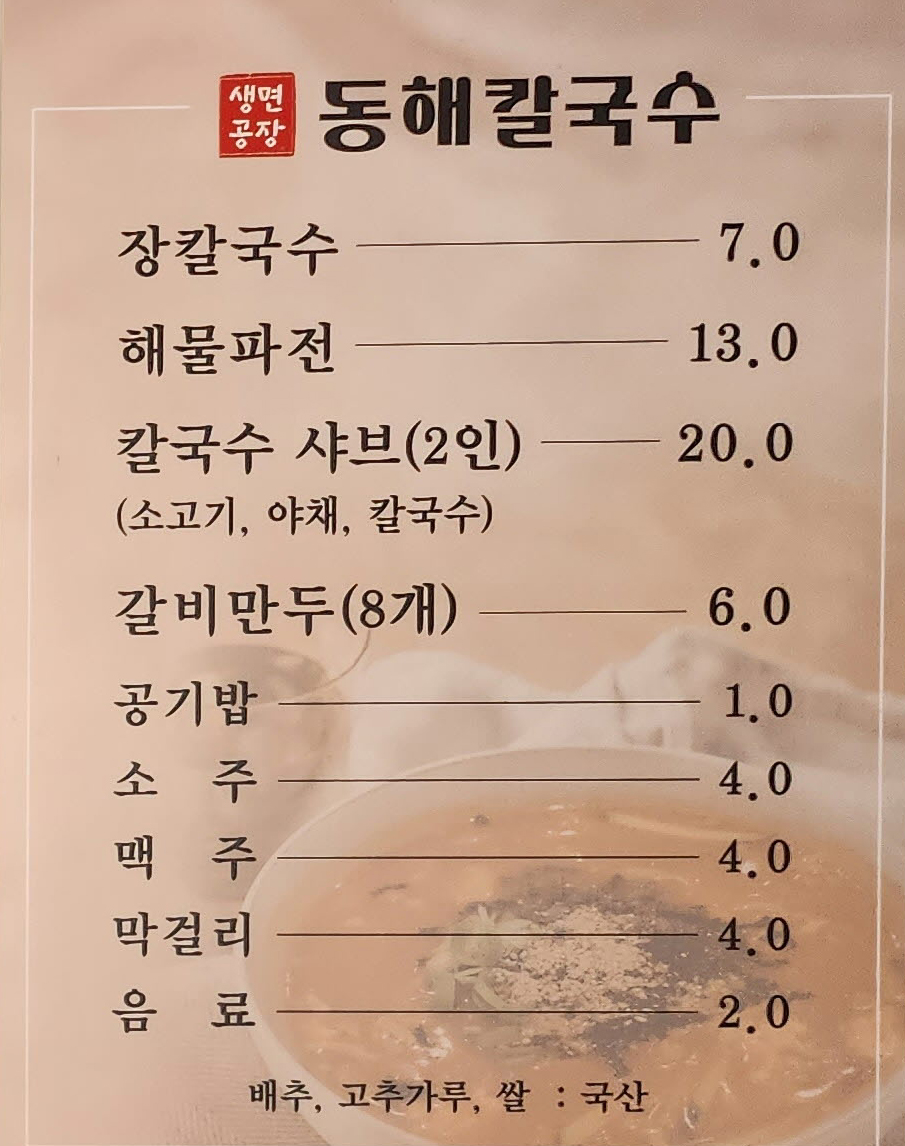 생면
공장
동해칼국수
장칼국수 7.0
해물파전 13.0
칼국수 샤브(2인) 20.0
(소고기, 야채, 칼국수)
갈비만두(8개) 6.0
공기밥 1.0
소 주 4.0
맥 주 4.0
막걸리 4.0
음 료 2.0
배추, 고추가루, 쌀 : 국산